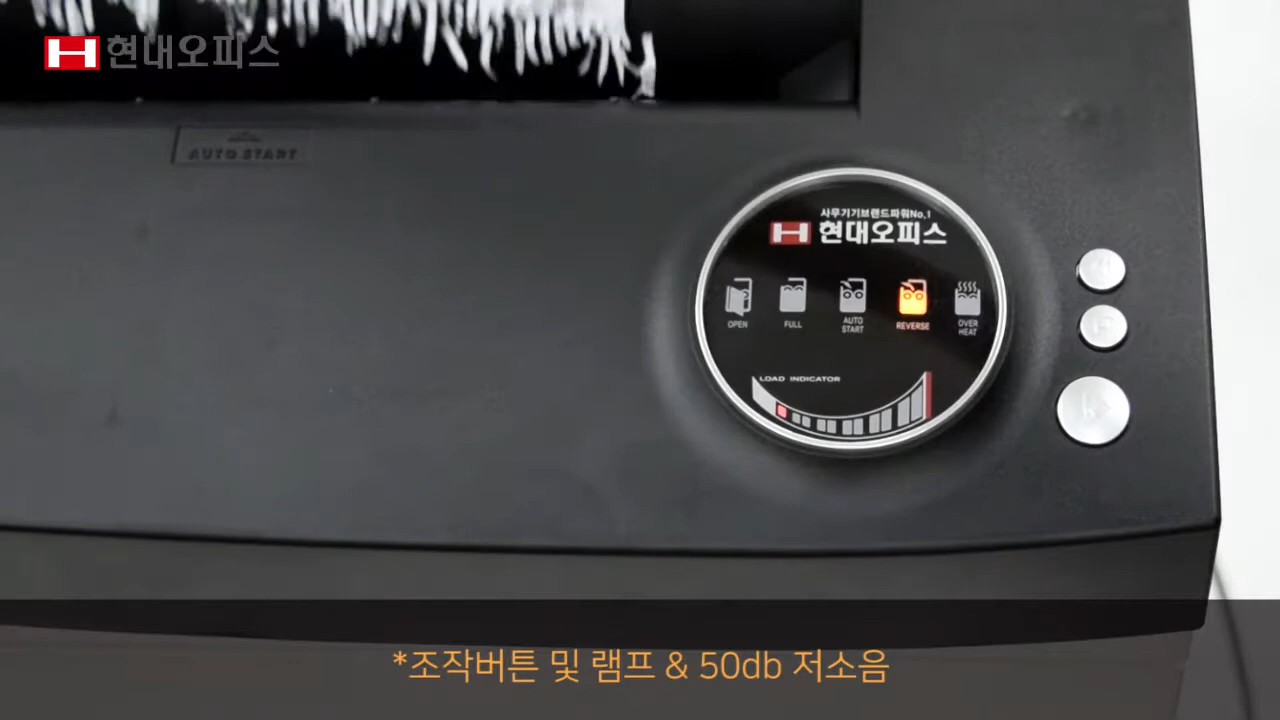 현대오피스
AUTO START
사무기기브랜드파워No.1
현대오피스
OPEN
FULL
AUTO
START
REVERSE
OVER
HEAT
LOAD INDICATOR
*조작버튼 및 램프 & 50db 저소음